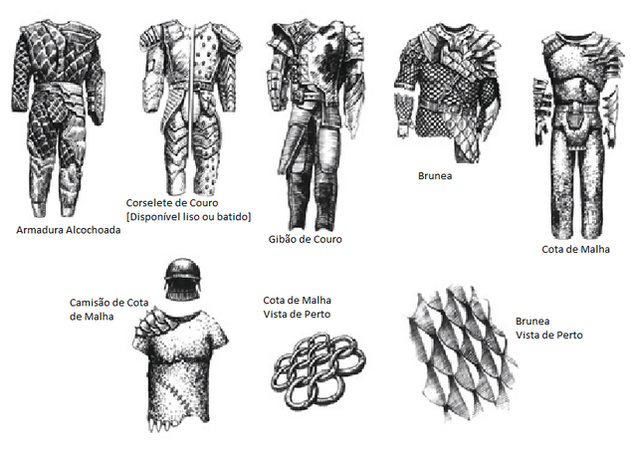 Armadura Alcochoada
Corselete de Couro
[Disponível liso ou batido]
Gibão de Couro
Brunea
Cota de Malha
Camisão de Cota
de Malha
Cota de Malha
Vista de Perto
Brunea
Vista de Perto